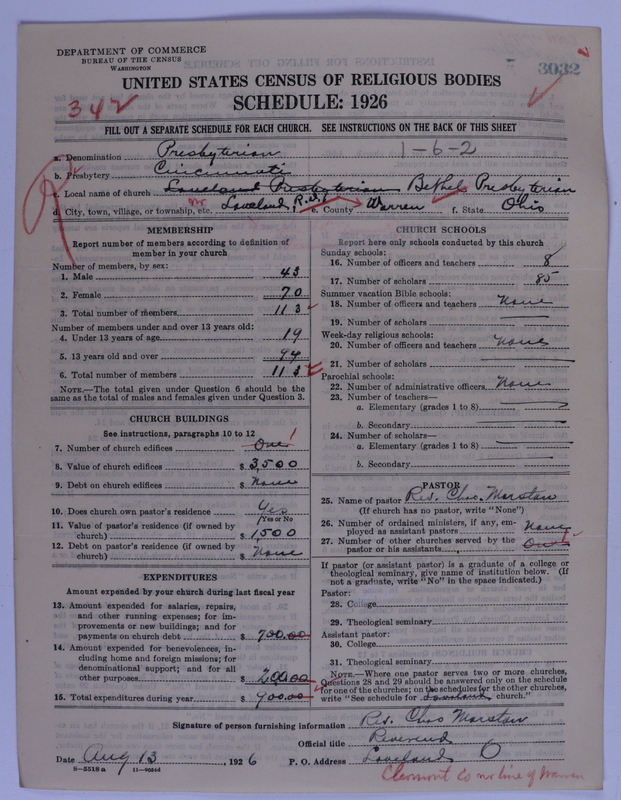 DEPARTMENT OF COMMERCE
BUREAU OF THE CENSUS
WASHINGTON
3032
UNITED STATES CENSUS OF RELIGIOUS BODIES
SCHEDULE: 1926
342
FILL OUT A SEPARATE SCHEDULE FOR EACH CHURCH. SEE INSTRUCTIONS ON THE BACK OF THIS SHEET
a. Denomination Presbyterian 1-6-2
b. Presbytery Cincinnati
c. Local name of church Loveland Presbyterian Bethel Presbyterian
d. City, town, village, or township, etc. nr Loveland, R.D.1 e. County Warren f. State Ohio
MEMBERSHIP
Report number of members according to definition of
member in your church
Number of members, by sex:
1. Male 43
2. Female 70
3. Total number of members 113
Number of members under and over 13 years old:
4. Under 13 years of age 19
5. 13 years old and over 94
6. Total number of members 113
NOTE.—The total given under Question 6 should be the
same as the total of males and females given under Question 3.
CHURCH BUILDINGS
See instructions, paragraphs 10 to 12
7. Number of church edifices One 1
8. Value of church edifices $ 3,500
9. Debt on church edifices $ None
10. Does church own pastor's residence Yes
(Yes or No
11. Value of pastor's residence (if owned by
church) $ 1,500
12. Debt on pastor's residence (if owned by
church) $ None
EXPENDITURES
Amount expended by your church during last fiscal year
13. Amount expended for salaries, repairs,
and other running expenses; for im-
provements or new buildings; and for
payments on church debt $ 700.00
14. Amount expended for benevolences, in-
cluding home and foreign missions; for
denominational support; and for all
other purposes $ 200.00
15. Total expenditures during year $ 900.00
CHURCH SCHOOLS
Report here only schools conducted by this church
Sunday schools:
16. Number of officers and teachers 8
17. Number of scholars 85
Summer vacation Bible schools:
18. Number of officers and teachers None
19. Number of scholars
Week-day religious schools:
20. Number of officers and teachers None
21. Number of scholars
Parochial schools:
22. Number of administrative officers None
23. Number of teachers—
a. Elementary (grades 1 to 8)
b. Secondary
24. Number of scholars—
a. Elementary (grades 1 to 8)
b. Secondary
PASTOR
25. Name of pastor Rev. Chas. Marston
(If church has no pastor, write "None")
26. Number of ordained ministers, if any, em-
ployed as assistant pastors None
27. Number of other churches served by the
pastor or his assistants One 1
If pastor (or assistant pastor) is a graduate of a college or
theological seminary, give name of institution below. (If
not a graduate, write "No" in the space indicated.)
Pastor:
28. College
29. Theological seminary
Assistant pastor:
30. College
31. Theological seminary
NOTE.—Where one pastor serves two or more churches,
Questions 28 and 29 should be answered only on the schedule
for one of the churches; on the schedules for the other churches,
write "See schedule for Loveland church."
Signature of person furnishing information Rev. Chas Marston
Official title Reverend
Date Aug 13, 1926 P. O. Address Loveland O
8—5518 a 11—9646d
Clermont Co nr line of Warren